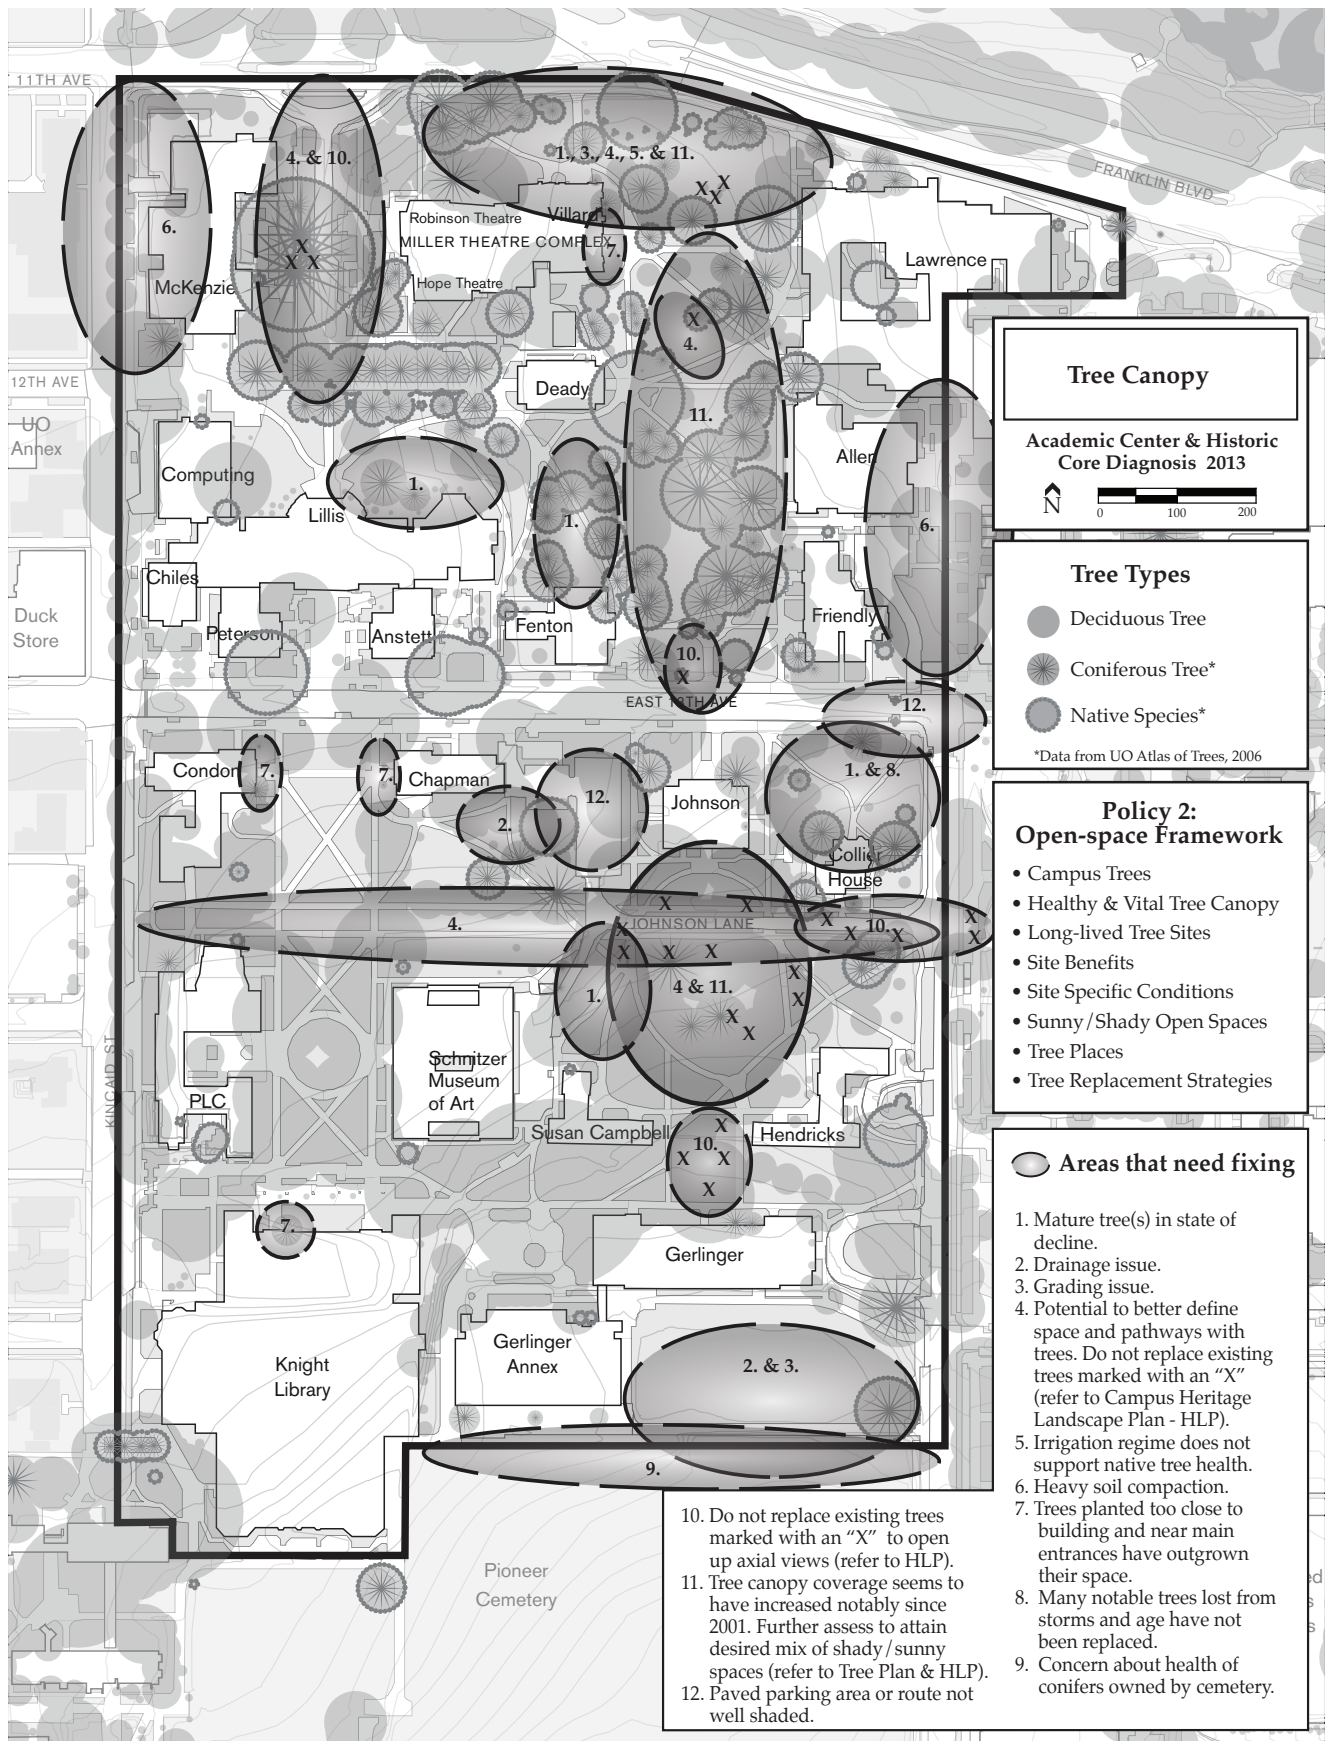 11TH AVE
FRANKLIN BLVD
4. & 10.
1., 3., 4., 5. & 11.
X X X
6.
Robinson Theatre
Villard
MILLER THEATRE COMPLEX
7.
X
X X
McKenzie
Hope Theatre
Lawrence
X
4.
12TH AVE
Deady
UO
Annex
11.
Computing
1.
Allen
Lillis
1.
6.
Chiles
Duck
Store
Peterson
Anstett
Fenton
Friendly
10.
X
EAST 13TH AVE
12.
Condon
7.
7.
Chapman
12.
Johnson
1. & 8.
2.
Collier
House
4.
X X
JOHNSON LANE
X
X X X
X X X
10.
X
X
1.
4 & 11.
X
X
X
X
KINCAID ST
Schnitzer
Museum
of Art
PLC
Susan Campbell
Hendricks
X
10.
X X
X
7.
Gerlinger
Gerlinger
Annex
2. & 3.
Knight
Library
9.
Pioneer
Cemetery
Tree Canopy
Academic Center & Historic
Core Diagnosis 2013
N
0 100 200
Tree Types
Deciduous Tree
Coniferous Tree*
Native Species*
*Data from UO Atlas of Trees, 2006
Policy 2:
Open-space Framework
• Campus Trees
• Healthy & Vital Tree Canopy
• Long-lived Tree Sites
• Site Benefits
• Site Specific Conditions
• Sunny/Shady Open Spaces
• Tree Places
• Tree Replacement Strategies
Areas that need fixing
1. Mature tree(s) in state of
decline.
2. Drainage issue.
3. Grading issue.
4. Potential to better define
space and pathways with
trees. Do not replace existing
trees marked with an “X”
(refer to Campus Heritage
Landscape Plan - HLP).
5. Irrigation regime does not
support native tree health.
6. Heavy soil compaction.
7. Trees planted too close to
building and near main
entrances have outgrown
their space.
8. Many notable trees lost from
storms and age have not
been replaced.
9. Concern about health of
conifers owned by cemetery.
10. Do not replace existing trees
marked with an “X” to open
up axial views (refer to HLP).
11. Tree canopy coverage seems to
have increased notably since
2001. Further assess to attain
desired mix of shady/sunny
spaces (refer to Tree Plan & HLP).
12. Paved parking area or route not
well shaded.